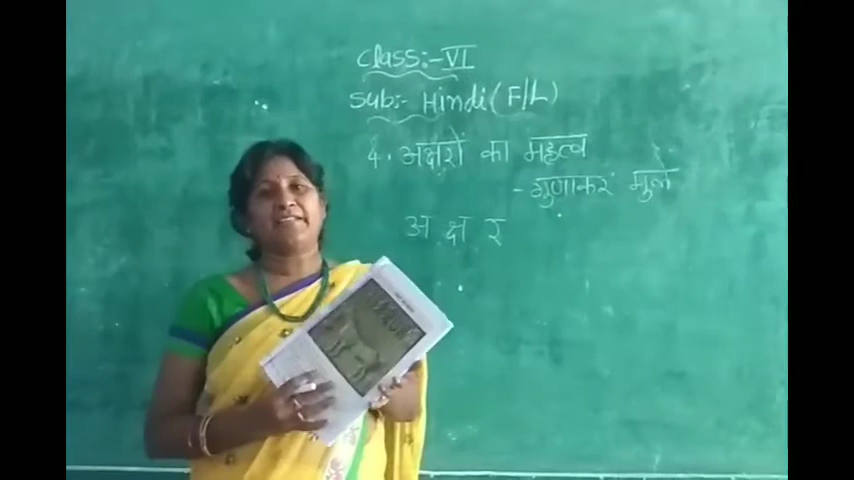 Class:- VI
Sub:- Hindi (F/L)
4. अक्षरों का महत्व
- गुणाकर मुले
अ क्ष र